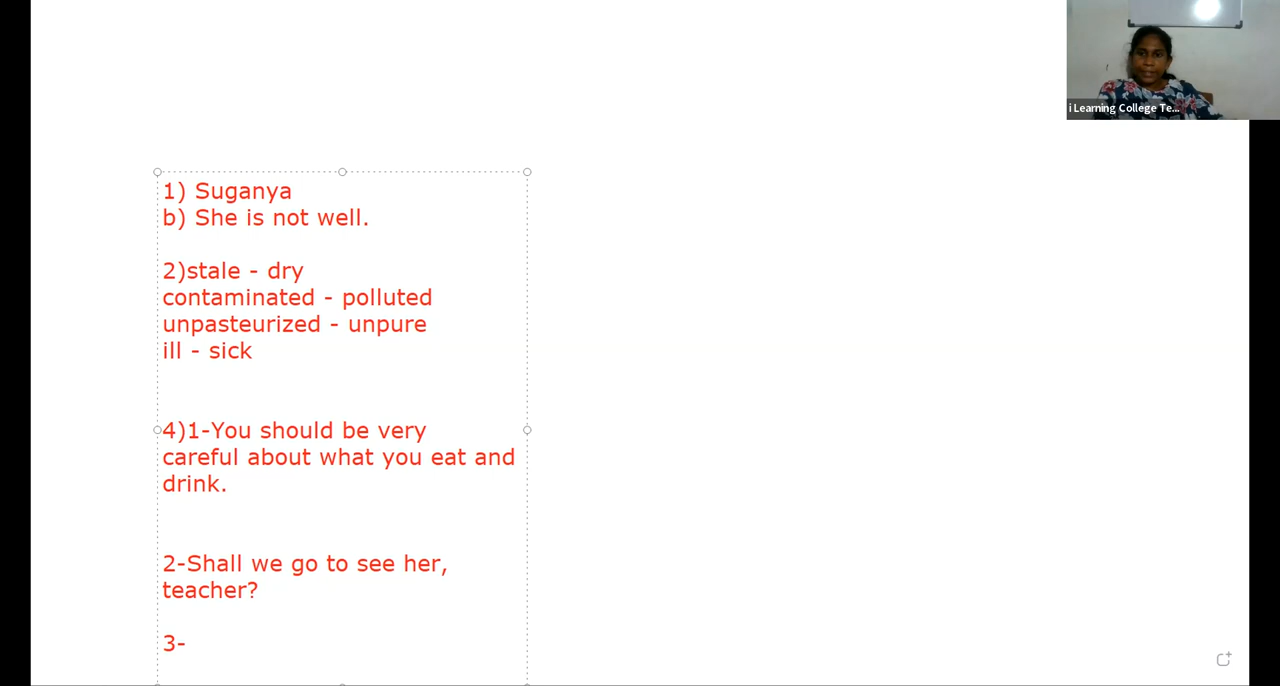 i Learning College Te...
1) Suganya
b) She is not well.
2)stale - dry
contaminated - polluted
unpasteurized - unpure
ill - sick
4)1-You should be very
careful about what you eat and
drink.
2-Shall we go to see her,
teacher?
3-